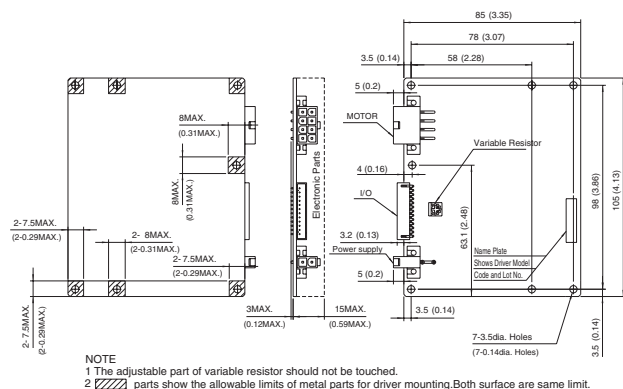 85 (3.35)
78 (3.07)
3.5 (0.14)
58 (2.28)
5 (0.2)
8MAX.
(0.31MAX.)
MOTOR
Variable Resistor
Electronic Parts
8MAX.
(0.31MAX.)
4 (0.16)
I/O
63.1 (2.48)
98 (3.86)
105 (4.13)
2-7.5MAX.
(2-0.29MAX.)
2- 8MAX.
(2-0.31MAX.)
3.2 (0.13)
Power supply
Name Plate
Shows Driver Model
Code and Lot No.
2-7.5MAX.
(2-0.29MAX.)
5 (0.2)
2- 7.5MAX.
(2-0.29MAX.)
3MAX.
(0.12MAX.)
15MAX.
(0.59MAX.)
3.5 (0.14)
7-3.5dia. Holes
(7-0.14dia. Holes)
3.5 (0.14)
NOTE
1 The adjustable part of variable resistor should not be touched.
2 parts show the allowable limits of metal parts for driver mounting.Both surface are same limit.